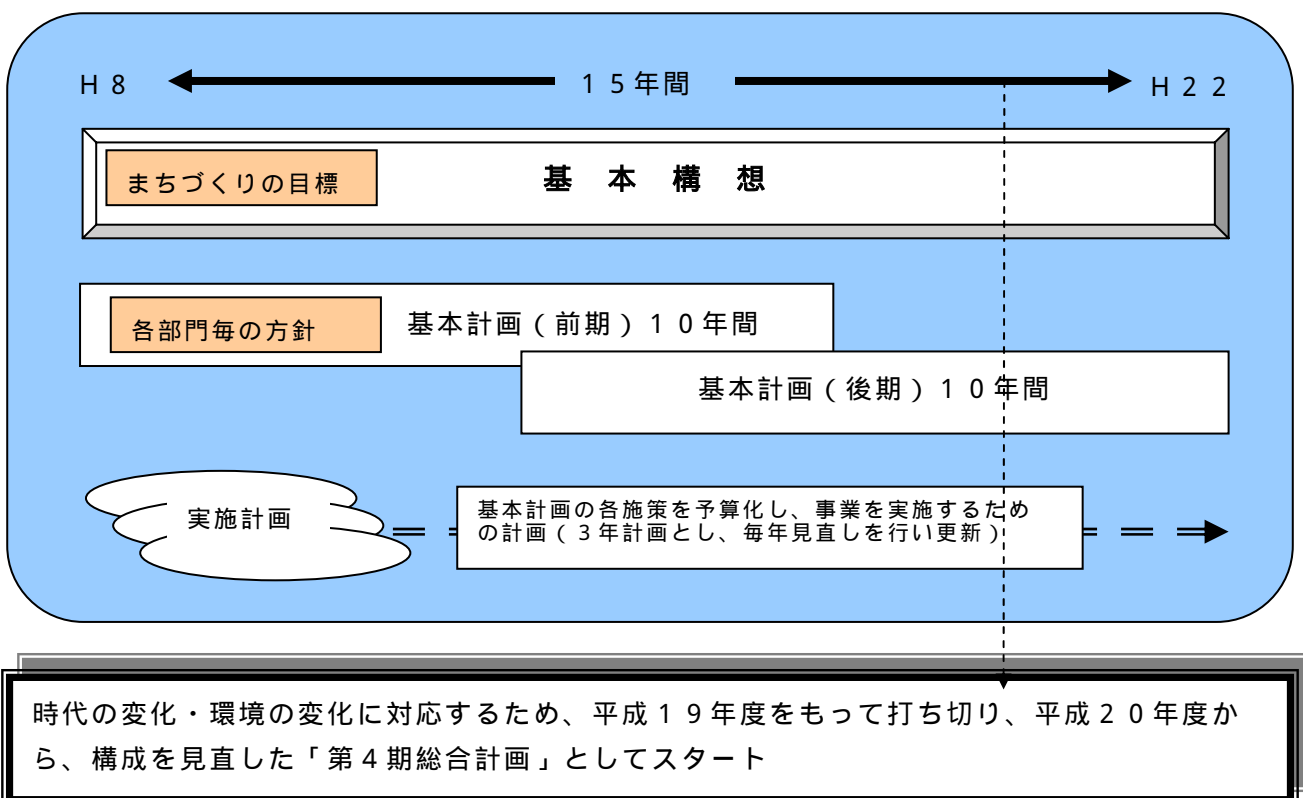 H8 15年間 H22
まちづくりの目標 基本構想
各部門毎の方針 基本計画(前期)10年間
基本計画(後期)10年間
実施計画
基本計画の各施策を予算化し、事業を実施するため
の計画(3年計画とし、毎年見直しを行い更新)
時代の変化・環境の変化に対応するため、平成19年度をもって打ち切り、平成20年度か
ら、構成を見直した「第4期総合計画」としてスタート